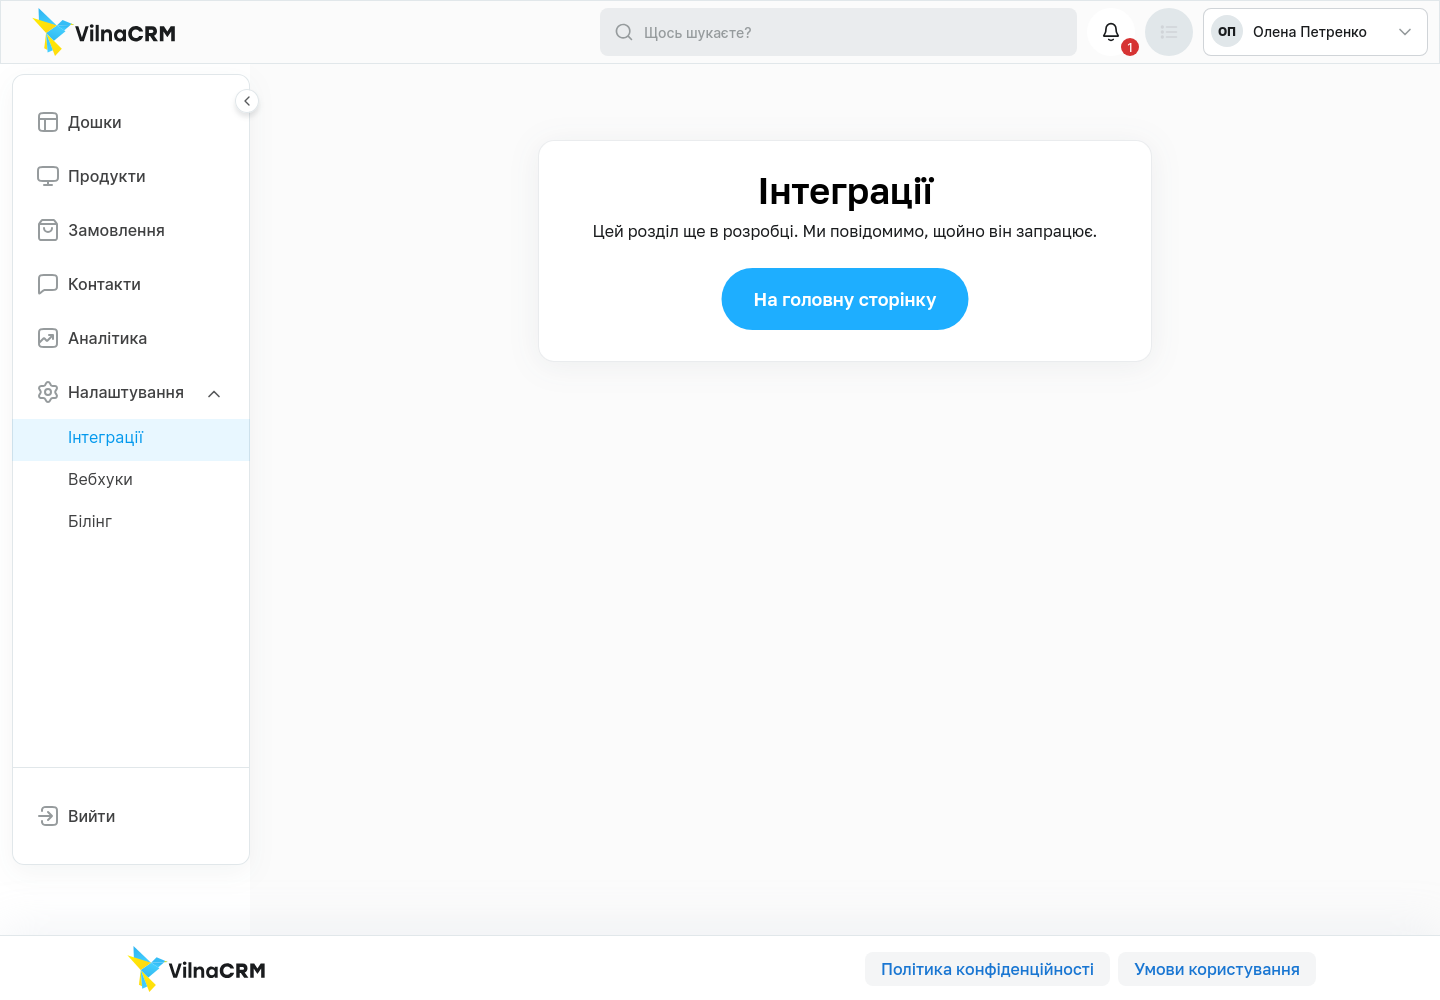 VilnaCRM
Щось шукаєте?
1
ОП
Олена Петренко
Дошки
Продукти
Замовлення
Контакти
Аналітика
Налаштування
Інтеграції
Вебхуки
Білінг
Вийти
Інтеграції
Цей розділ ще в розробці. Ми повідомимо, щойно він запрацює.
На головну сторінку
VilnaCRM
Політика конфіденційності
Умови користування